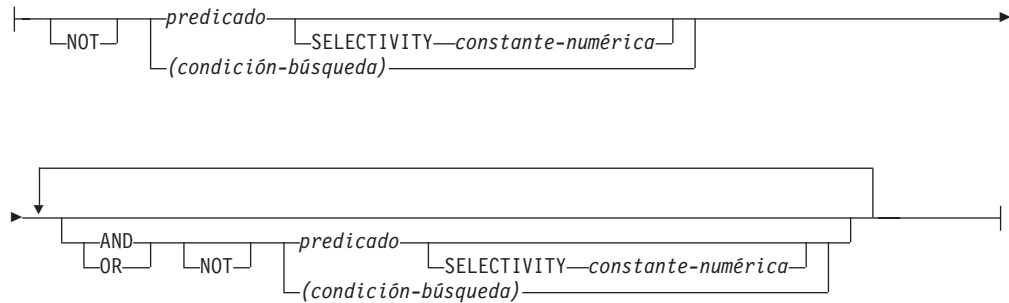 predicado
NOT SELECTIVITY constante-numérica
(condición-búsqueda)
AND predicado
OR NOT SELECTIVITY constante-numérica
(condición-búsqueda)